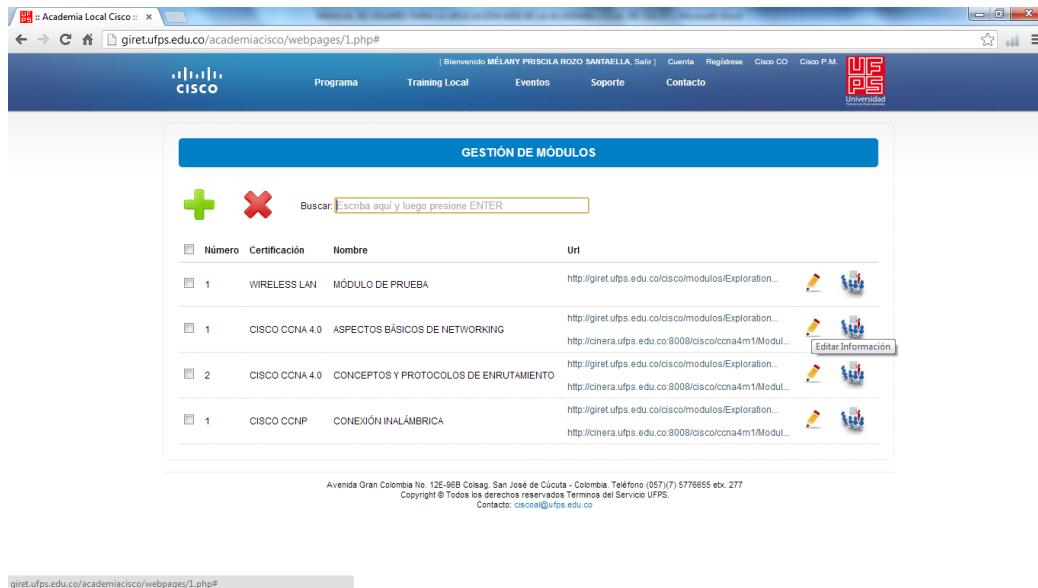 :: Academia Local Cisco ::
giret.ufps.edu.co/academiacisco/webpages/1.php#
[ Bienvenido MÉLANY PRISCILA ROZO SANTAELLA, Salir ] Cuenta Regístrese Cisco CO Cisco P.M.
CISCO Programa Training Local Eventos Soporte Contacto
UFPS
Universidad
GESTIÓN DE MÓDULOS
Buscar: Escriba aquí y luego presione ENTER
Número Certificación Nombre Url
1 WIRELESS LAN MÓDULO DE PRUEBA http://giret.ufps.edu.co/cisco/modulos/Exploration...
1 CISCO CCNA 4.0 ASPECTOS BÁSICOS DE NETWORKING http://giret.ufps.edu.co/cisco/modulos/Exploration...
http://cinera.ufps.edu.co:8008/cisco/ccna4m1/Modul...
Editar Información
2 CISCO CCNA 4.0 CONCEPTOS Y PROTOCOLOS DE ENRUTAMIENTO http://giret.ufps.edu.co/cisco/modulos/Exploration...
http://cinera.ufps.edu.co:8008/cisco/ccna4m1/Modul...
1 CISCO CCNP CONEXIÓN INALÁMBRICA http://giret.ufps.edu.co/cisco/modulos/Exploration...
http://cinera.ufps.edu.co:8008/cisco/ccna4m1/Modul...
Avenida Gran Colombia No. 12E-96B Colsag. San José de Cúcuta - Colombia. Teléfono (057)(7) 5776655 etx. 277
Copyright © Todos los derechos reservados Terminos del Servicio UFPS.
Contacto: ciscoal@ufps.edu.co
giret.ufps.edu.co/academiacisco/webpages/1.php#